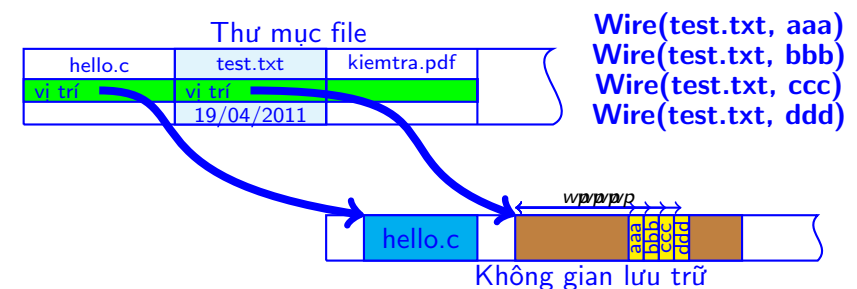 Thư mục file
hello.c test.txt kiemtra.pdf
vị trí vị trí
19/04/2011
Wire(test.txt, aaa)
Wire(test.txt, bbb)
Wire(test.txt, ccc)
Wire(test.txt, ddd)
hello.c
aaa
bbb
ccc
ddd
Không gian lưu trữ